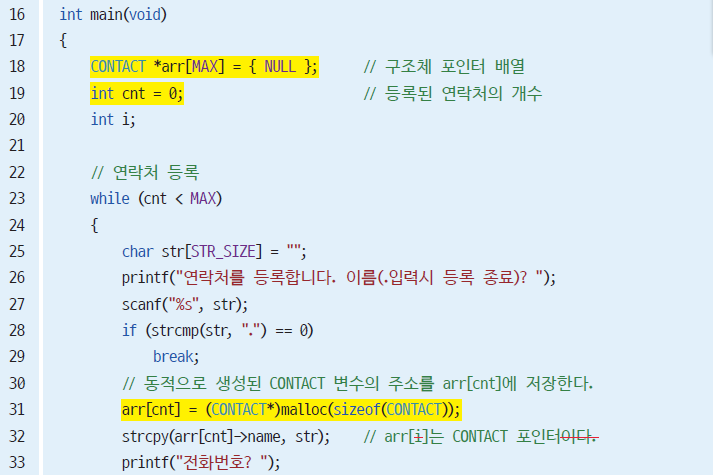 16 int main(void)
17 {
18 CONTACT *arr[MAX] = { NULL }; // 구조체 포인터 배열
19 int cnt = 0; // 등록된 연락처의 개수
20 int i;
21
22 // 연락처 등록
23 while (cnt < MAX)
24 {
25 char str[STR_SIZE] = "";
26 printf("연락처를 등록합니다. 이름(.입력시 등록 종료)? ");
27 scanf("%s", str);
28 if (strcmp(str, ".") == 0)
29 break;
30 // 동적으로 생성된 CONTACT 변수의 주소를 arr[cnt]에 저장한다.
31 arr[cnt] = (CONTACT*)malloc(sizeof(CONTACT));
32 strcpy(arr[cnt]->name, str); // arr[i]는 CONTACT 포인터이다.
33 printf("전화번호? ");